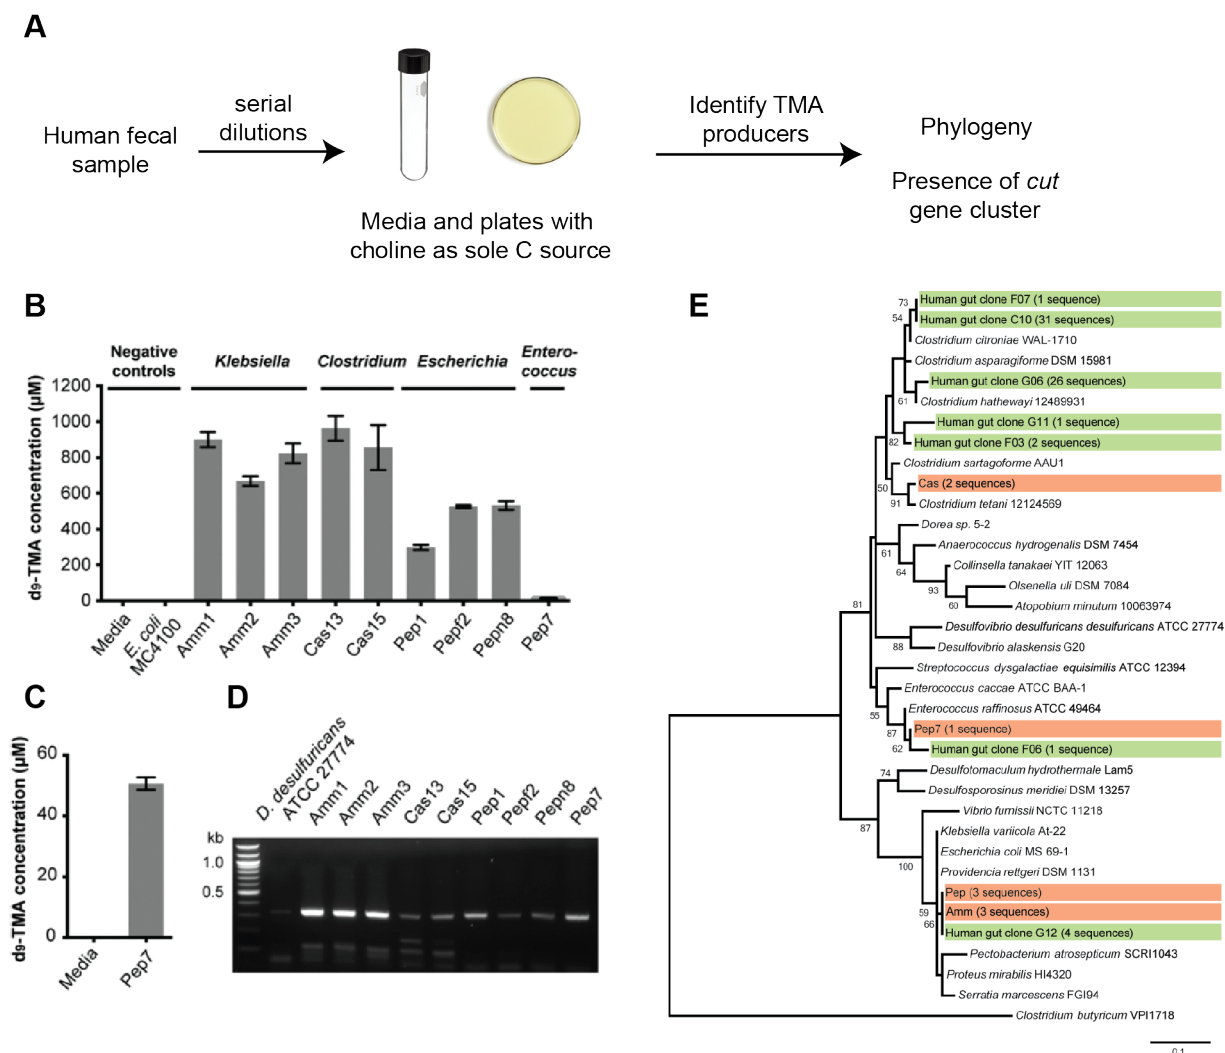 A
Human fecal
sample
serial
dilutions
Media and plates with
choline as sole C source
Identify TMA
producers
Phylogeny
Presence of cut
gene cluster
B
Negative
controls
Klebsiella
Clostridium
Escherichia
Entero-
coccus
d9-TMA concentration (µM)
1200
1000
800
600
400
200
0
Media
E. coli
MC4100
Amm1
Amm2
Amm3
Cas13
Cas15
Pep1
Pepf2
Pepn8
Pep7
C
d9-TMA concentration (µM)
60
40
20
0
Media
Pep7
D
D. desulfuricans
ATCC 27774
Amm1
Amm2
Amm3
Cas13
Cas15
Pep1
Pepf2
Pepn8
Pep7
kb
1.0
0.5
E
Human gut clone F07 (1 sequence)
Human gut clone C10 (31 sequences)
Clostridium citroniae WAL-1710
Clostridium asparagiforme DSM 15981
Human gut clone G06 (26 sequences)
Clostridium hathewayi 12489931
Human gut clone G11 (1 sequence)
Human gut clone F03 (2 sequences)
Clostridium sartagoforme AAU1
Cas (2 sequences)
Clostridium tetani 12124569
Dorea sp. 5-2
Anaerococcus hydrogenalis DSM 7454
Collinsella tanakaei YIT 12063
Olsenella uli DSM 7084
Atopobium minutum 10063974
Desulfovibrio desulfuricans desulfuricans ATCC 27774
Desulfovibrio alaskensis G20
Streptococcus dysgalactiae equisimilis ATCC 12394
Enterococcus caccae ATCC BAA-1
Enterococcus raffinosus ATCC 49464
Pep7 (1 sequence)
Human gut clone F06 (1 sequence)
Desulfotomaculum hydrothermale Lam5
Desulfosporosinus meridiei DSM 13257
Vibrio furnissii NCTC 11218
Klebsiella variicola At-22
Escherichia coli MS 69-1
Providencia rettgeri DSM 1131
Pep (3 sequences)
Amm (3 sequences)
Human gut clone G12 (4 sequences)
Pectobacterium atrosepticum SCRI1043
Proteus mirabilis HI4320
Serratia marcescens FGI94
Clostridium butyricum VPI1718
73
54
61
82
50
91
61
64
93
60
81
88
55
87
62
74
87
100
59
66
0.1